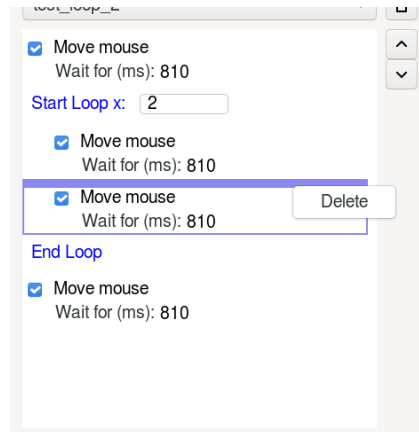 test_loop_2
Move mouse
Wait for (ms): 810
Start Loop x: 2
Move mouse
Wait for (ms): 810
Move mouse
Delete
Wait for (ms): 810
End Loop
Move mouse
Wait for (ms): 810